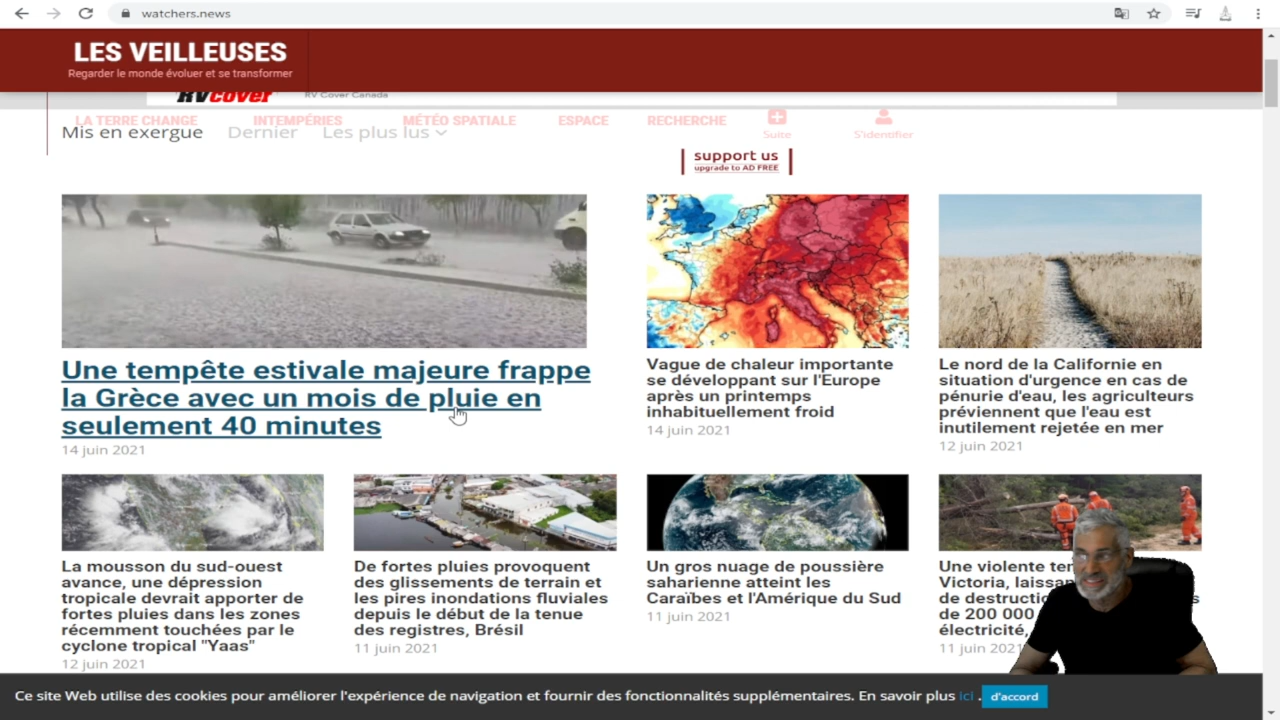 watchers.news
LES VEILLEUSES
Regarder le monde évoluer et se transformer
RVcover
RV Cover Canada
LA TERRE CHANGE INTEMPÉRIES MÉTÉO SPATIALE ESPACE RECHERCHE Suite S'identifier
Mis en exergue Dernier Les plus lus
support us
upgrade to AD FREE
Une tempête estivale majeure frappe
la Grèce avec un mois de pluie en
seulement 40 minutes
14 juin 2021
Vague de chaleur importante
se développant sur l'Europe
après un printemps
inhabituellement froid
14 juin 2021
Le nord de la Californie en
situation d'urgence en cas de
pénurie d'eau, les agriculteurs
préviennent que l'eau est
inutilement rejetée en mer
12 juin 2021
La mousson du sud-ouest
avance, une dépression
tropicale devrait apporter de
fortes pluies dans les zones
récemment touchées par le
cyclone tropical "Yaas"
12 juin 2021
De fortes pluies provoquent
des glissements de terrain et
les pires inondations fluviales
depuis le début de la tenue
des registres, Brésil
11 juin 2021
Un gros nuage de poussière
saharienne atteint les
Caraïbes et l'Amérique du Sud
11 juin 2021
Une violente
Victoria,
de
de 200 000
électricité,
11 juin
Ce site Web utilise des cookies pour améliorer l'expérience de navigation et fournir des fonctionnalités supplémentaires. En savoir plus ici . d'accord